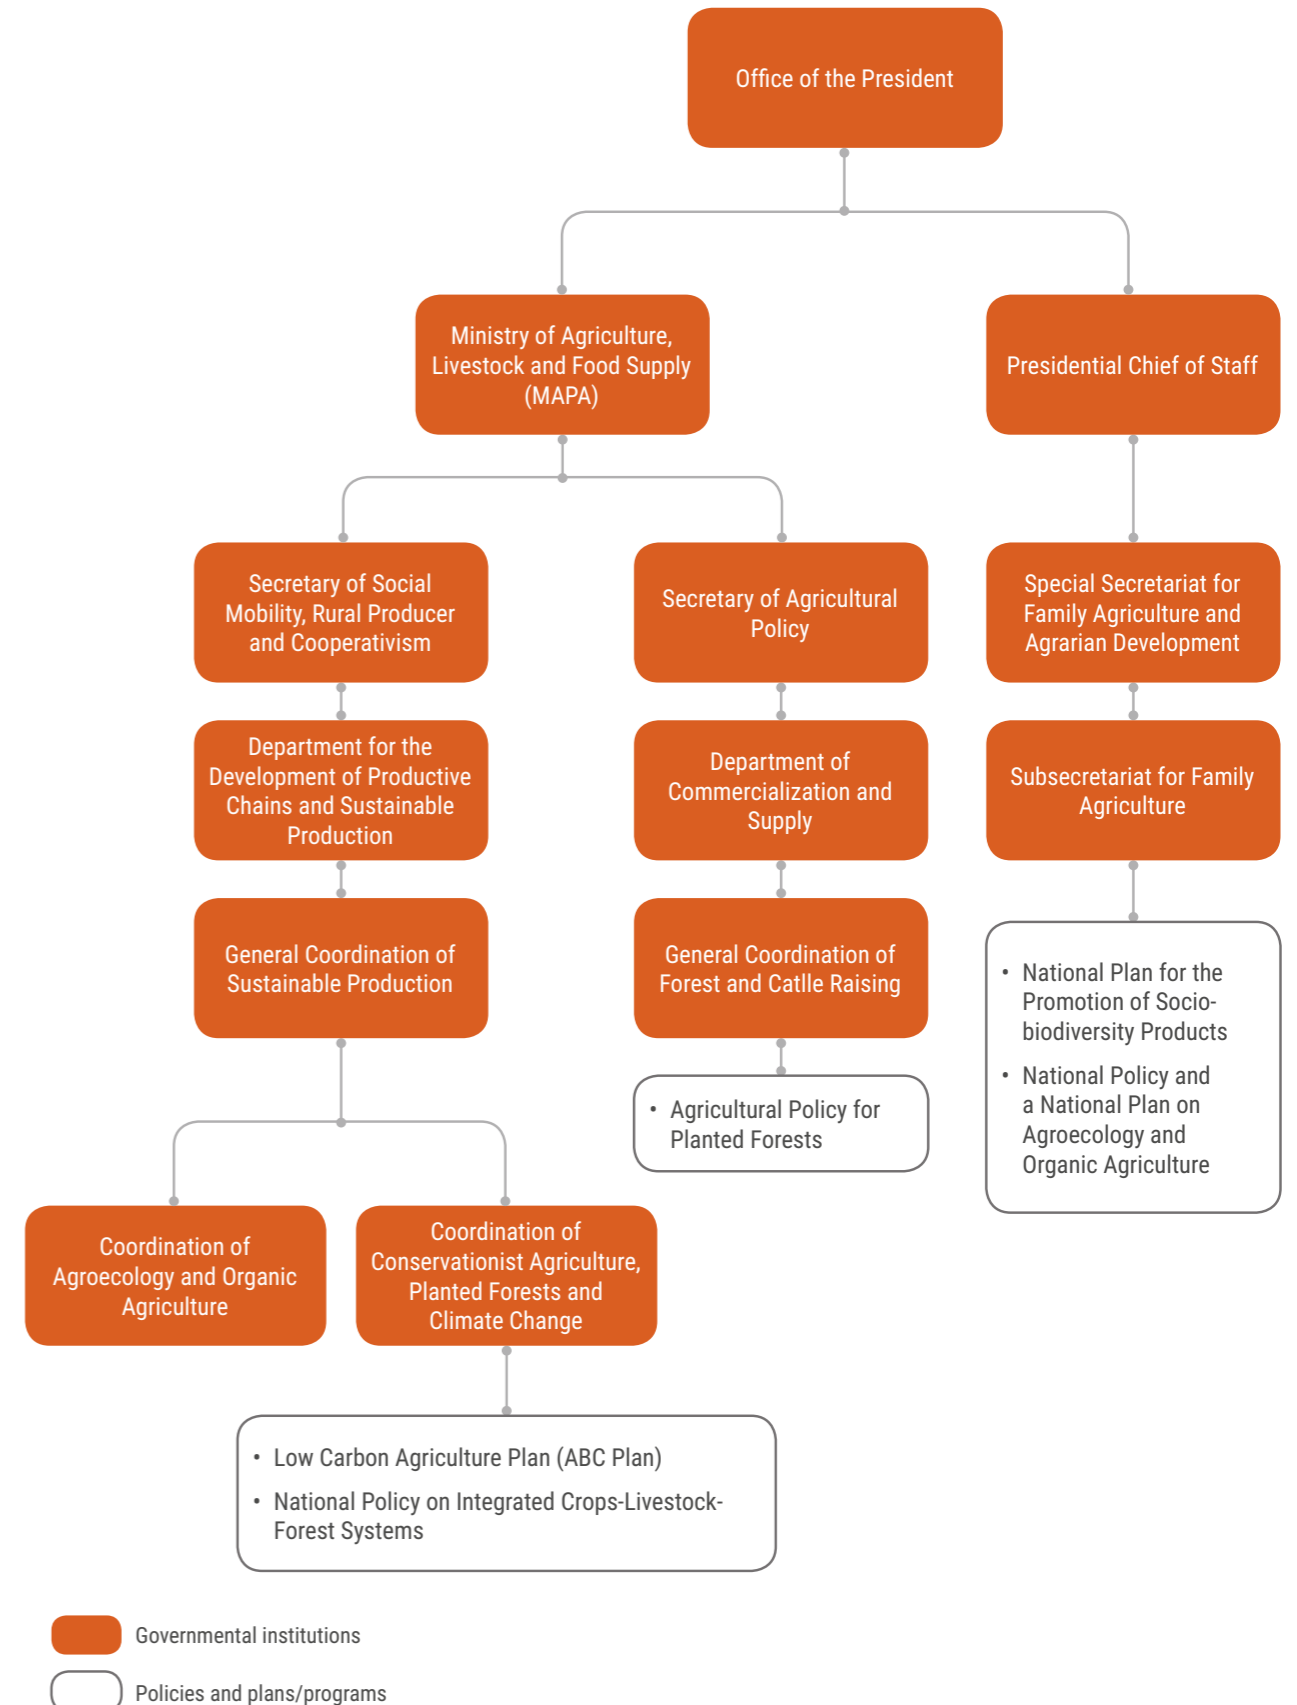 Office of the President
Ministry of Agriculture,
Livestock and Food Supply
(MAPA)
Presidential Chief of Staff
Secretary of Social
Mobility, Rural Producer
and Cooperativism
Secretary of Agricultural
Policy
Special Secretariat for
Family Agriculture and
Agrarian Development
Department for the
Development of Productive
Chains and Sustainable
Production
Department of
Commercialization and
Supply
Subsecretariat for Family
Agriculture
General Coordination of
Sustainable Production
General Coordination of
Forest and Catlle Raising
• National Plan for the
Promotion of Socio-
biodiversity Products
• National Policy and
a National Plan on
Agroecology and
Organic Agriculture
• Agricultural Policy for
Planted Forests
Coordination of
Agroecology and Organic
Agriculture
Coordination of
Conservationist Agriculture,
Planted Forests and
Climate Change
• Low Carbon Agriculture Plan (ABC Plan)
• National Policy on Integrated Crops-Livestock-
Forest Systems
Governmental institutions
Policies and plans/programs